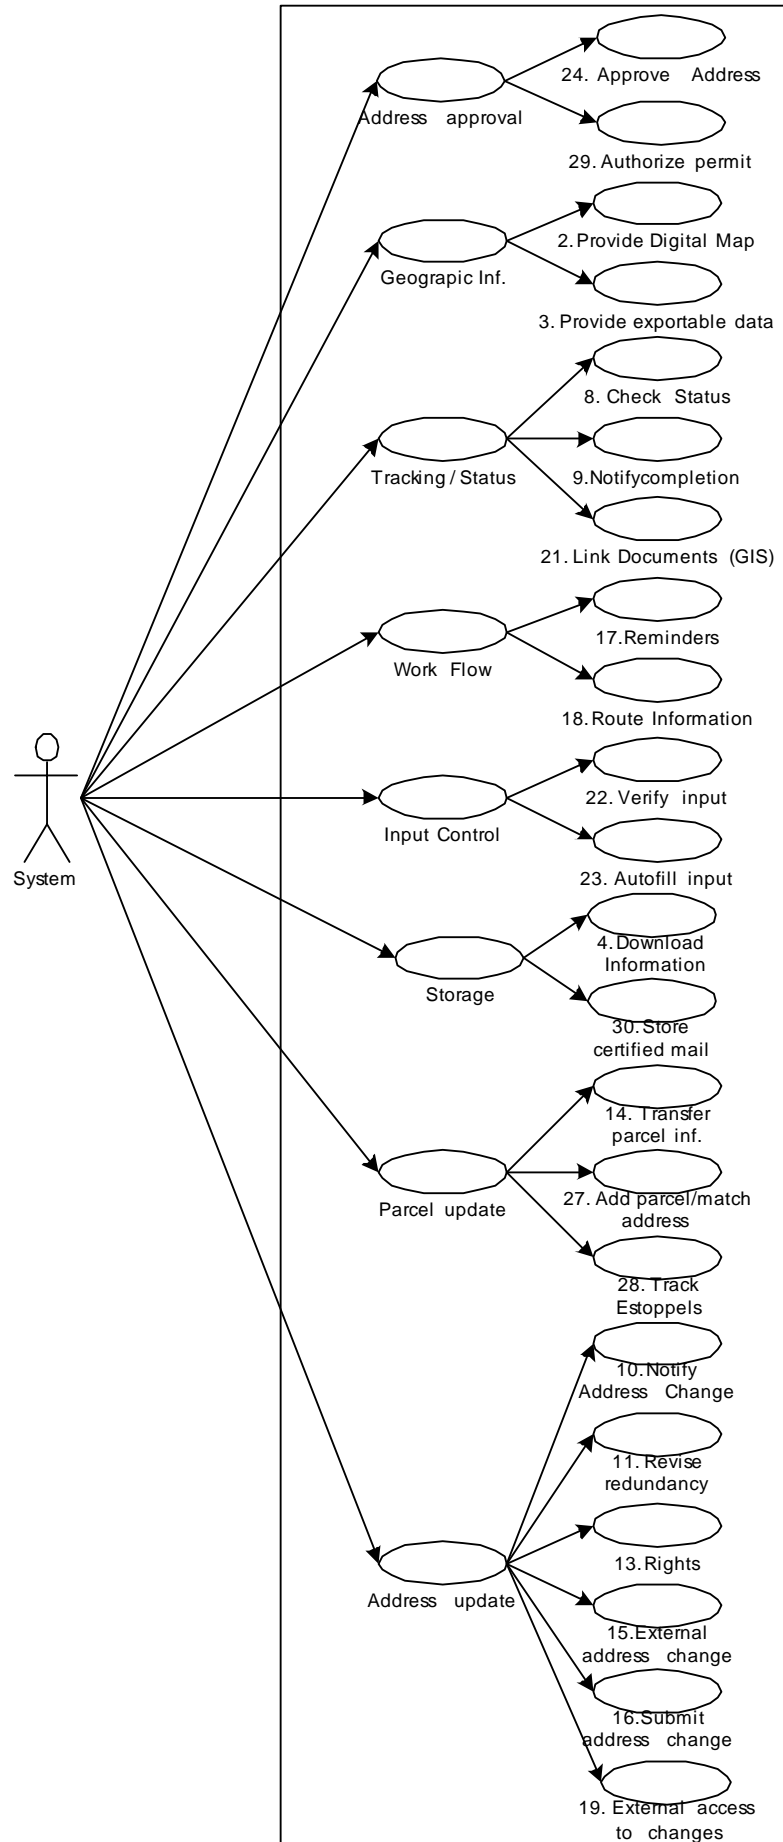 24. Approve Address
Address approval
29. Authorize permit
2. Provide Digital Map
Geograpic Inf.
3. Provide exportable data
8. Check Status
Tracking / Status
9.Notifycompletion
21. Link Documents (GIS)
17.Reminders
Work Flow
18.Route Information
22. Verify input
Input Control
System
23. Autofill input
4.Download
Information
Storage
30.Store
certified mail
14. Transfer
parcel inf.
27. Add parcel/match
address
Parcel update
28. Track
Estoppels
10.Notify
Address Change
11. Revise
redundancy
13.Rights
Address update
15.External
address change
16.Submit
address change
19. External access
to changes